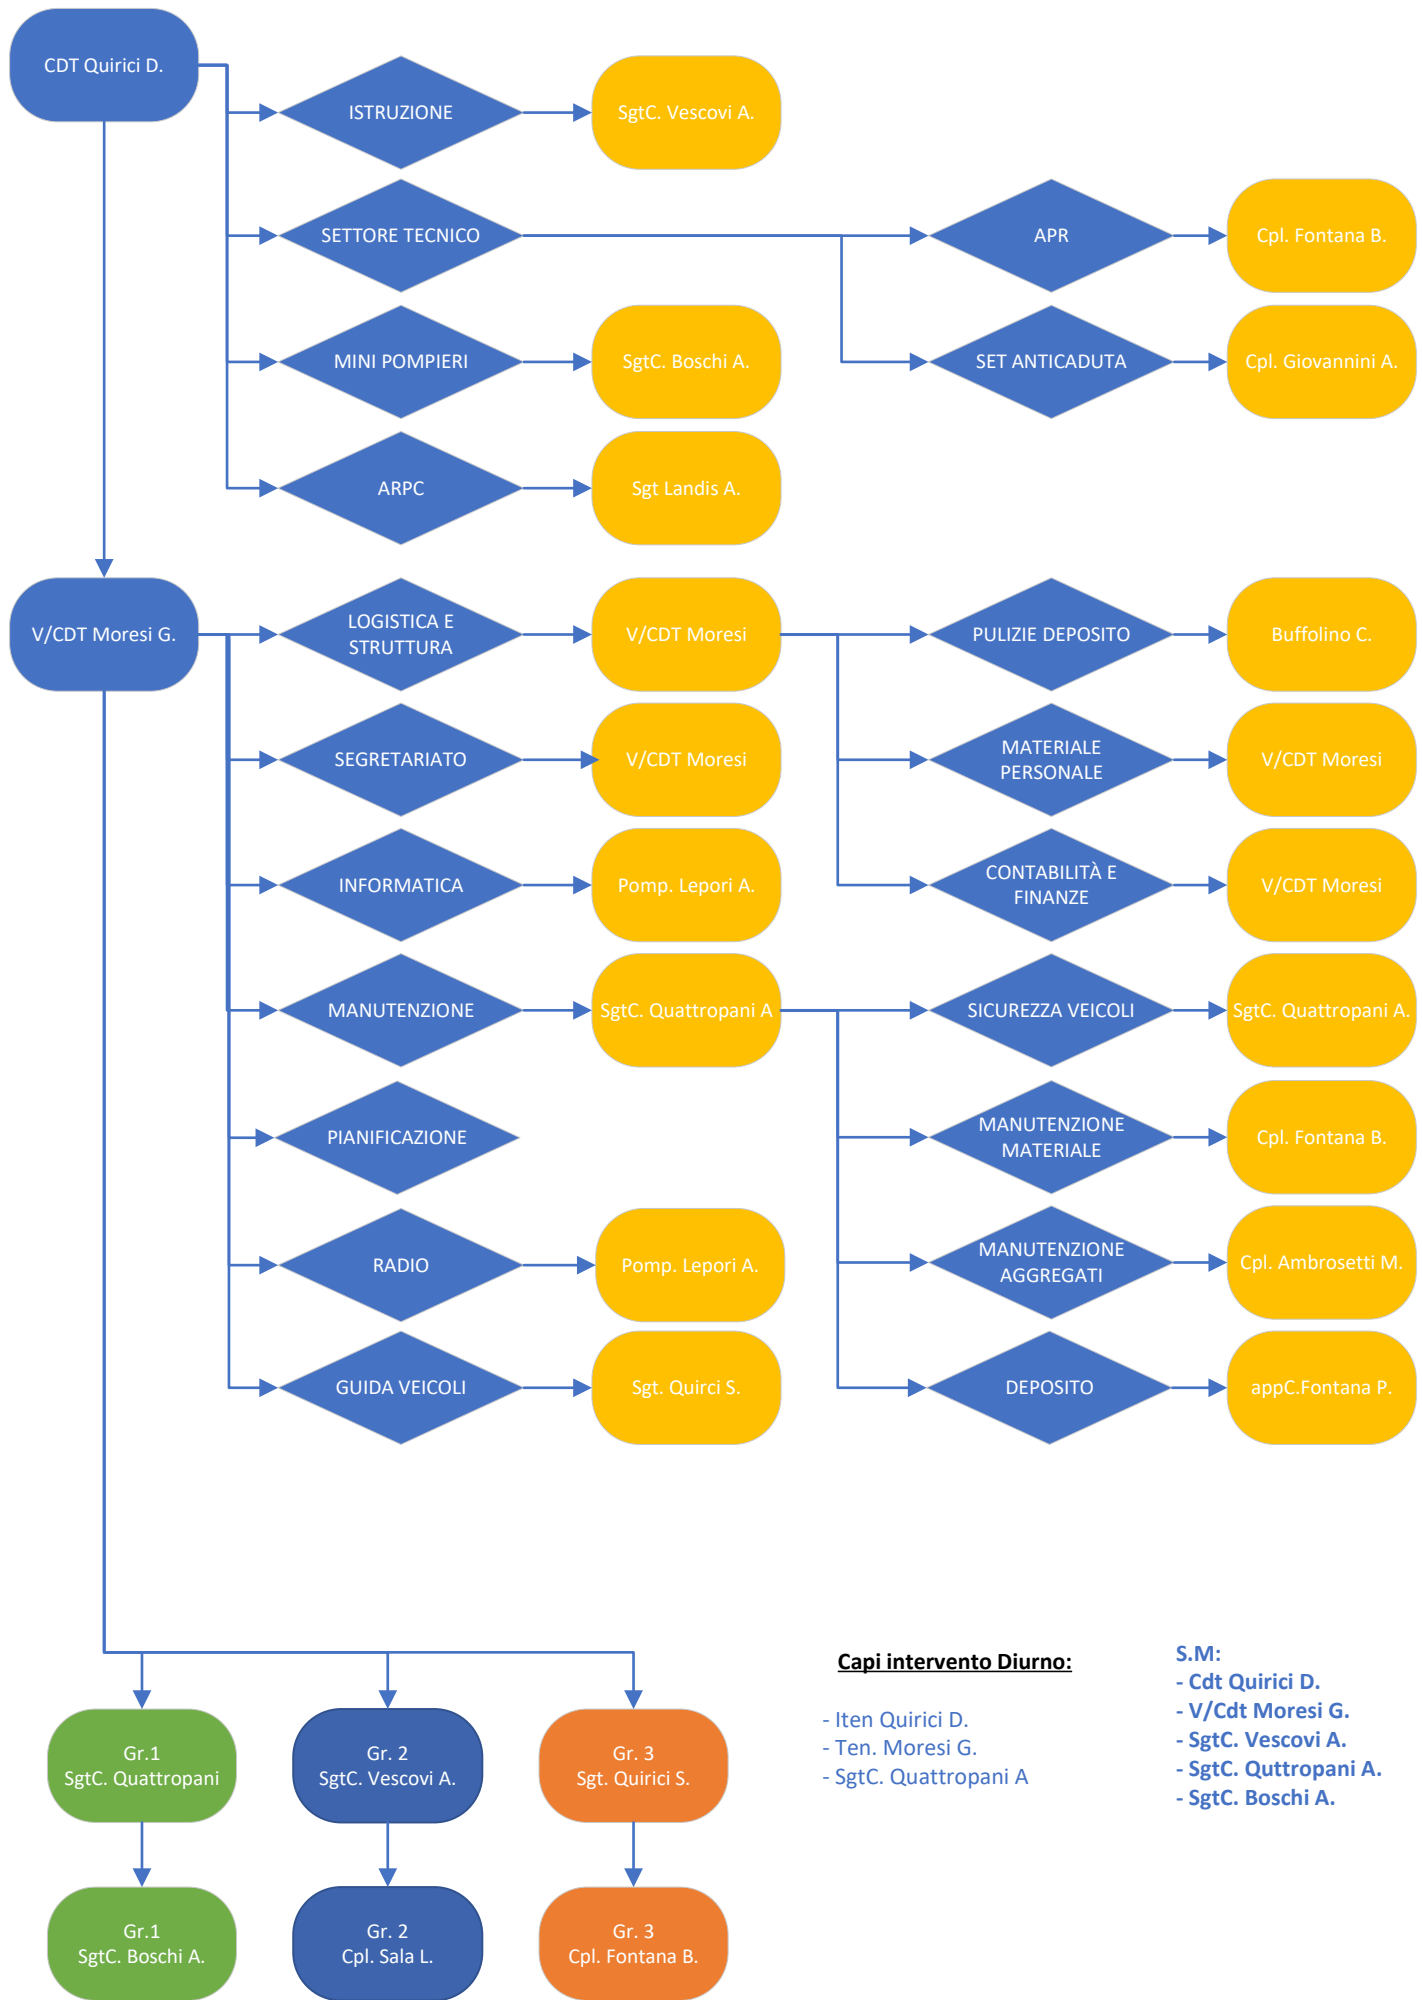 CDT Quirici D.
ISTRUZIONE
SgtC. Vescovi A.
SETTORE TECNICO
APR
Cpl. Fontana B.
MINI POMPIERI
SgtC. Boschi A.
SET ANTICADUTA
Cpl. Giovannini A.
ARPC
Sgt Landis A.
V/CDT Moresi G.
LOGISTICA E
STRUTTURA
V/CDT Moresi
PULIZIE DEPOSITO
Buffolino C.
SEGRETARIATO
V/CDT Moresi
MATERIALE
PERSONALE
V/CDT Moresi
INFORMATICA
Pomp. Lepori A.
CONTABILITÀ E
FINANZE
V/CDT Moresi
MANUTENZIONE
SgtC. Quattropani A
SICUREZZA VEICOLI
SgtC. Quattropani A.
PIANIFICAZIONE
MANUTENZIONE
MATERIALE
Cpl. Fontana B.
RADIO
Pomp. Lepori A.
MANUTENZIONE
AGGREGATI
Cpl. Ambrosetti M.
GUIDA VEICOLI
Sgt. Quirci S.
DEPOSITO
appC.Fontana P.
Capi intervento Diurno:
- Iten Quirici D.
- Ten. Moresi G.
- SgtC. Quattropani A
S.M:
- Cdt Quirici D.
- V/Cdt Moresi G.
- SgtC. Vescovi A.
- SgtC. Quttropani A.
- SgtC. Boschi A.
Gr.1
SgtC. Quattropani
Gr. 2
SgtC. Vescovi A.
Gr. 3
Sgt. Quirici S.
Gr.1
SgtC. Boschi A.
Gr. 2
Cpl. Sala L.
Gr. 3
Cpl. Fontana B.